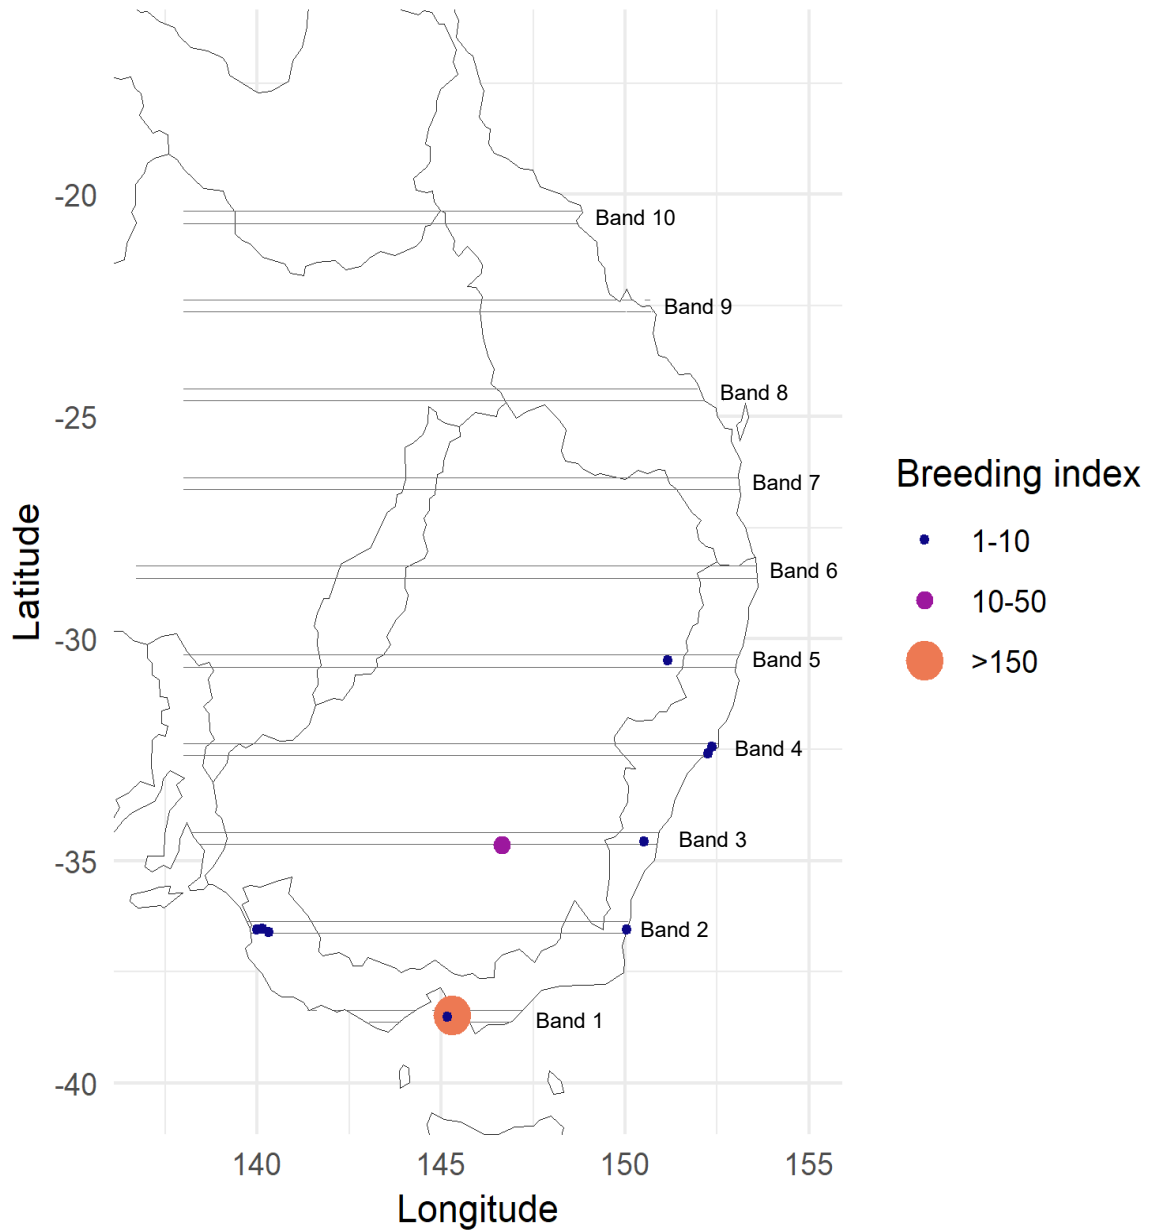 -20
-25
-30
-35
-40
Latitude
Band 10
Band 9
Band 8
Band 7
Band 6
Band 5
Band 4
Band 3
Band 2
Band 1
140 145 150 155
Longitude
Breeding index
1-10
10-50
>150